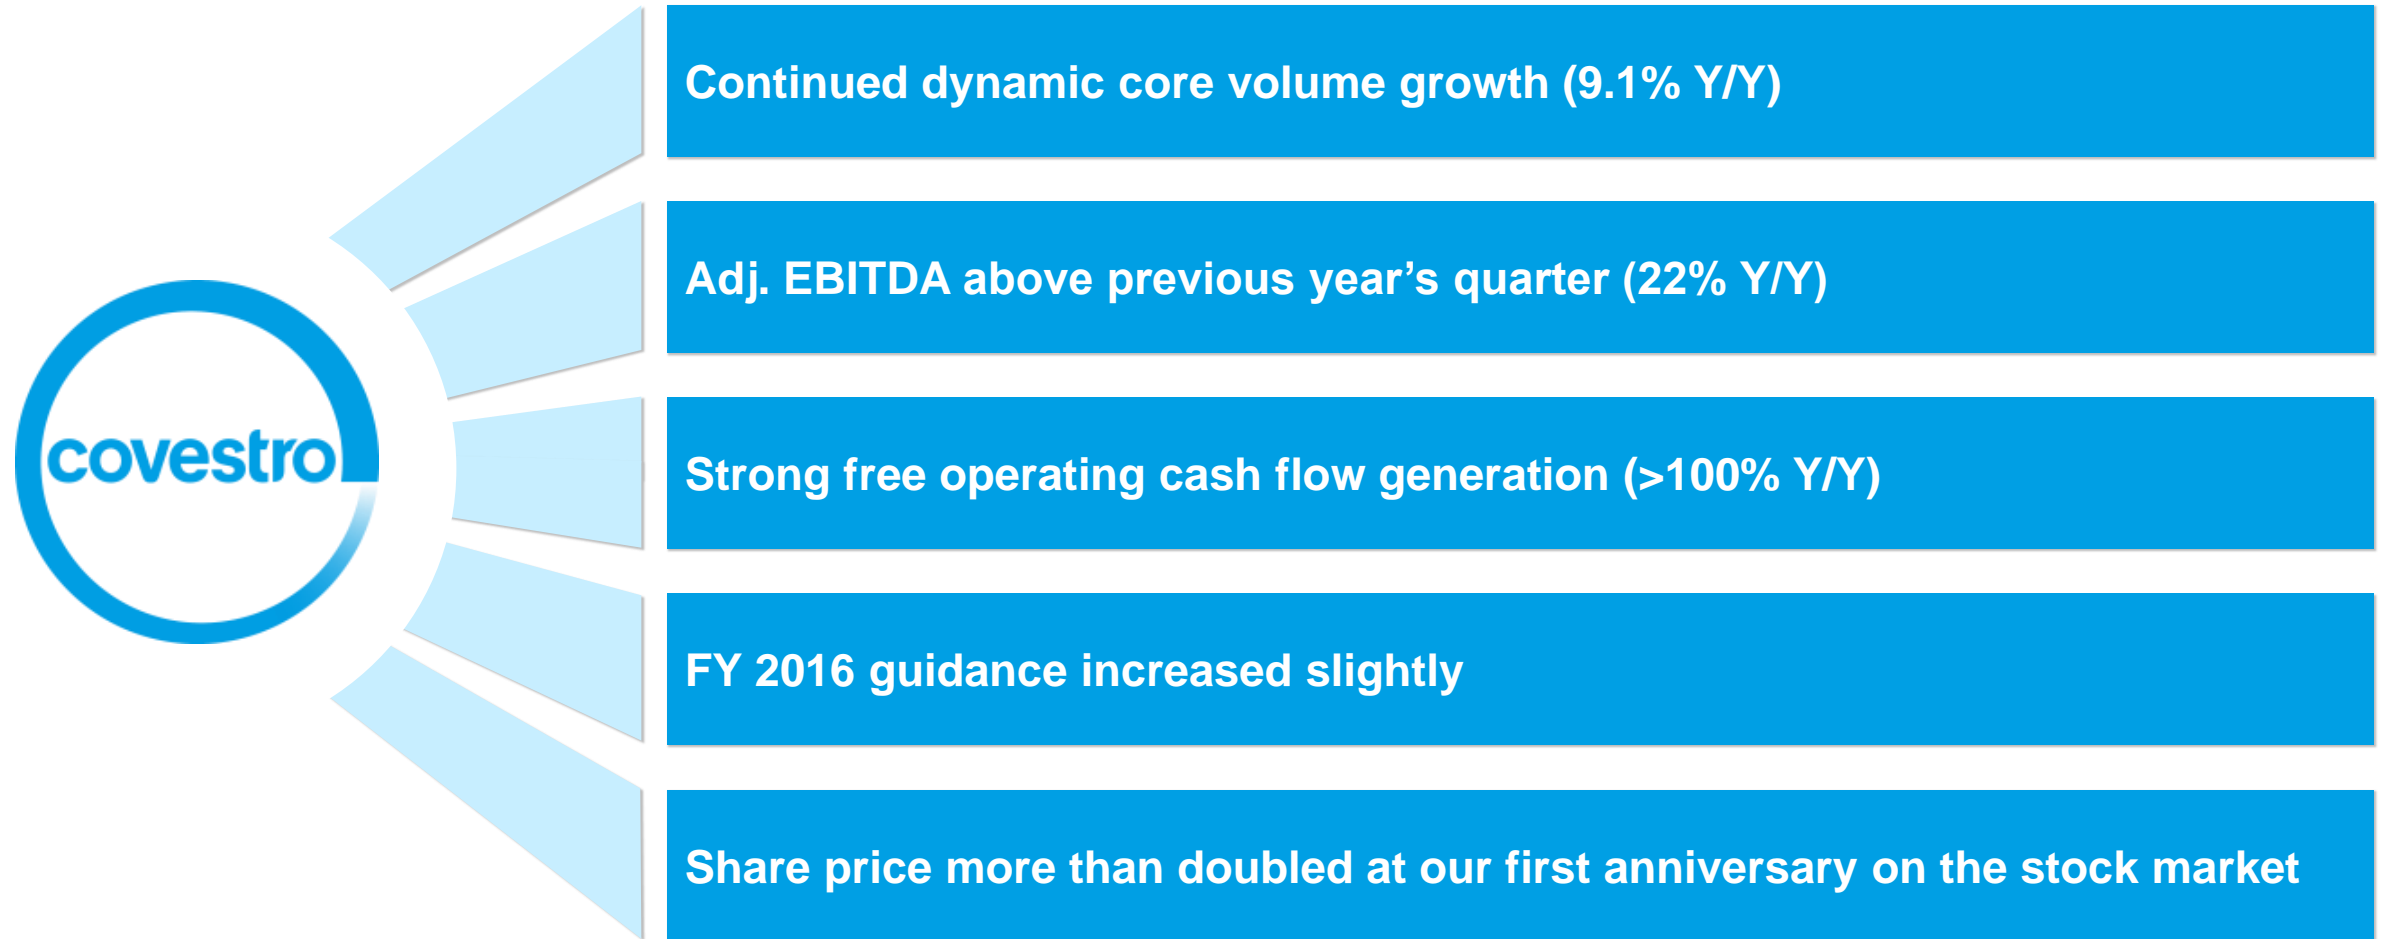 Continued dynamic core volume growth (9.1% Y/Y)
Adj. EBITDA above previous year’s quarter (22% Y/Y)
covestro
Strong free operating cash flow generation (>100% Y/Y)
FY 2016 guidance increased slightly
Share price more than doubled at our first anniversary on the stock market